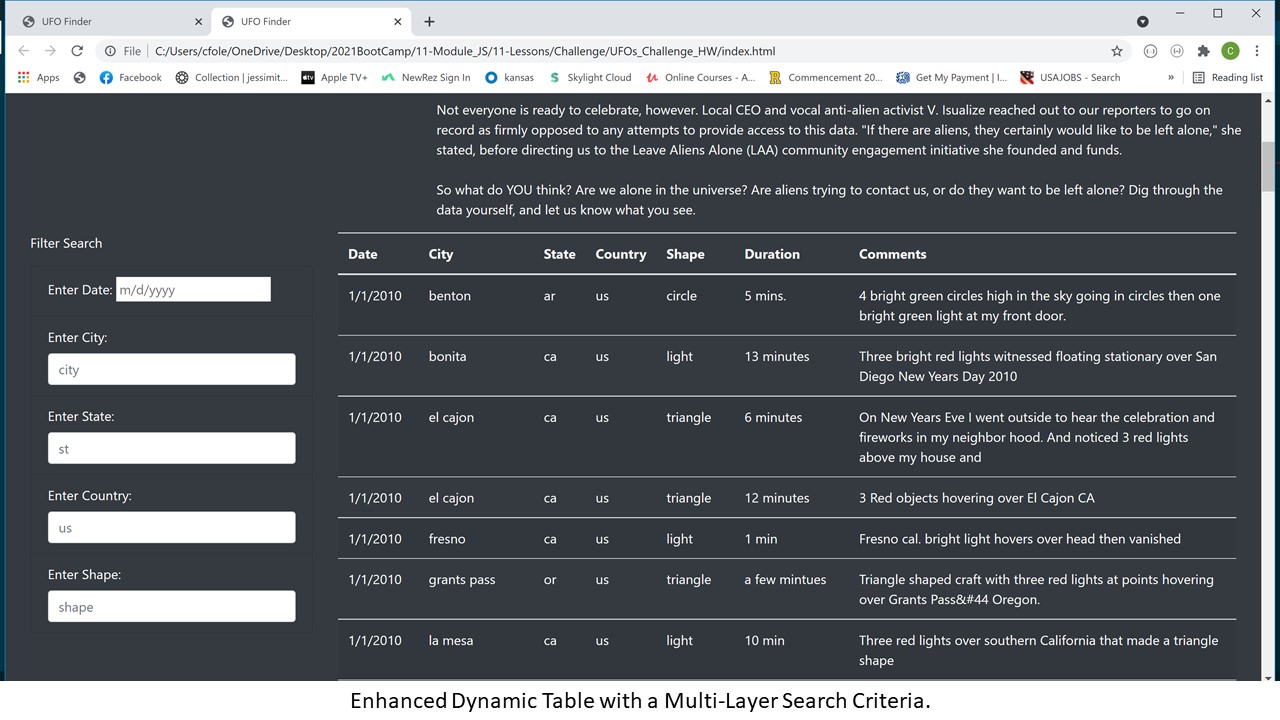 UFO Finder
UFO Finder
File C:/Users/cfole/OneDrive/Desktop/2021BootCamp/11-Module_JS/11-Lessons/Challenge/UFOs_Challenge_HW/index.html
C
Apps Facebook Collection | jessimit... Apple TV+ NewRez Sign In kansas Skylight Cloud Online Courses - A... Commencement 20... Get My Payment | I... USAJOBS - Search » Reading list
Not everyone is ready to celebrate, however. Local CEO and vocal anti-alien activist V. Isualize reached out to our reporters to go on
record as firmly opposed to any attempts to provide access to this data. "If there are aliens, they certainly would like to be left alone," she
stated, before directing us to the Leave Aliens Alone (LAA) community engagement initiative she founded and funds.
So what do YOU think? Are we alone in the universe? Are aliens trying to contact us, or do they want to be left alone? Dig through the
data yourself, and let us know what you see.
Filter Search
Enter Date: m/d/yyyy
Enter City:
city
Enter State:
st
Enter Country:
us
Enter Shape:
shape
Date City State Country Shape Duration Comments
1/1/2010 benton ar us circle 5 mins. 4 bright green circles high in the sky going in circles then one
bright green light at my front door.
1/1/2010 bonita ca us light 13 minutes Three bright red lights witnessed floating stationary over San
Diego New Years Day 2010
1/1/2010 el cajon ca us triangle 6 minutes On New Years Eve I went outside to hear the celebration and
fireworks in my neighbor hood. And noticed 3 red lights
above my house and
1/1/2010 el cajon ca us triangle 12 minutes 3 Red objects hovering over El Cajon CA
1/1/2010 fresno ca us light 1 min Fresno cal. bright light hovers over head then vanished
1/1/2010 grants pass or us triangle a few mintues Triangle shaped craft with three red lights at points hovering
over Grants Pass&#44 Oregon.
1/1/2010 la mesa ca us light 10 min Three red lights over southern California that made a triangle
shape
Enhanced Dynamic Table with a Multi-Layer Search Criteria.